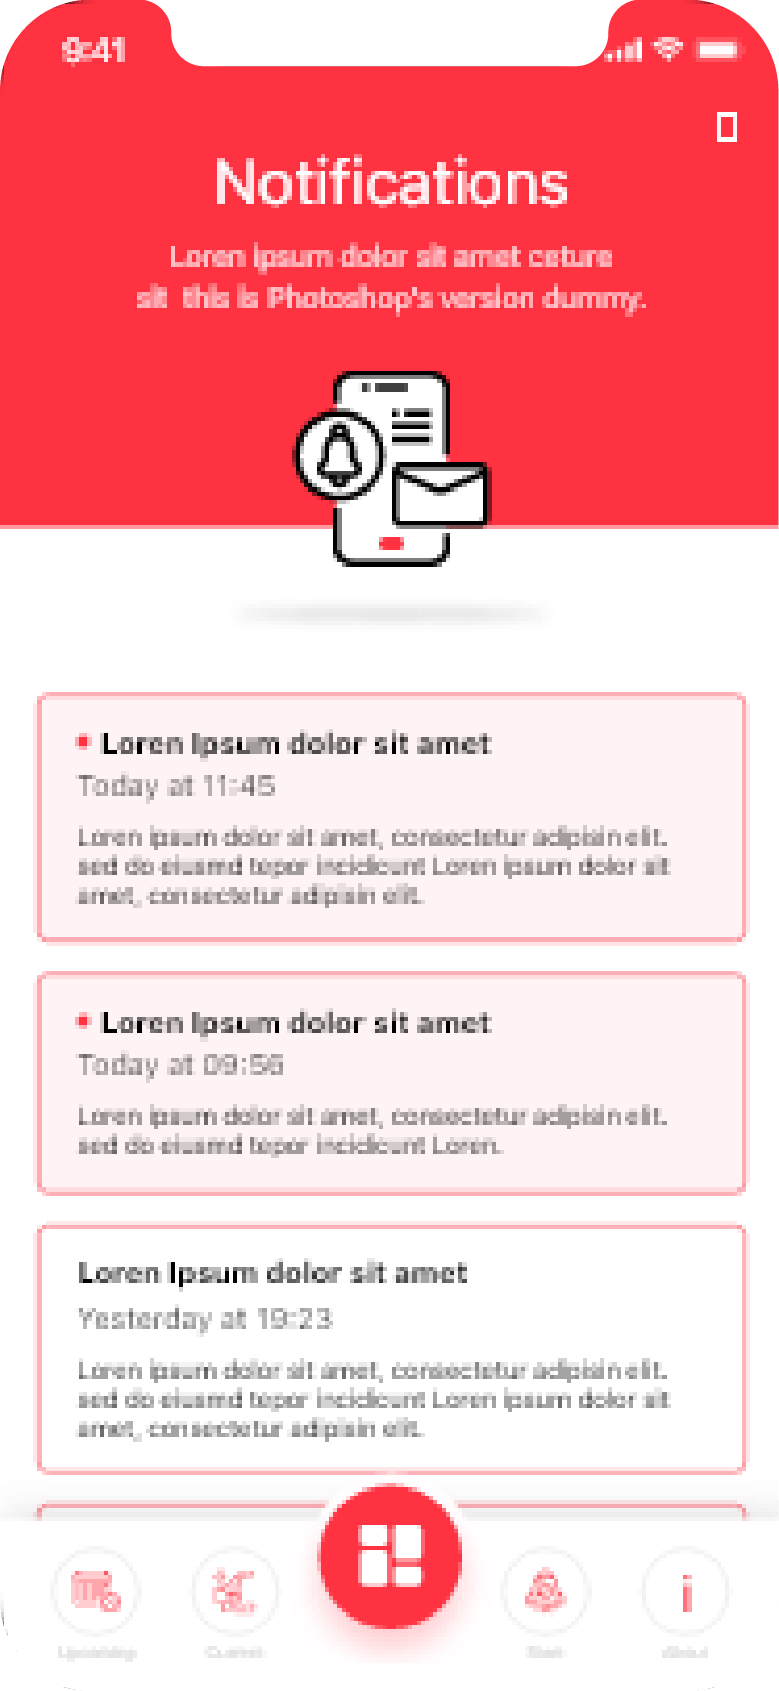 9:41
Notifications
Loren ipsum dolor sit amet ceture
sit this is Photoshop's version dummy.
Loren Ipsum dolor sit amet
Today at 11:45
Loren ipsum dolor sit amet, consectetur adipisin elit.
sed do eiusmd tepor incidicunt Loren ipsum dolor sit
amet, consectetur adipisin elit.
Loren Ipsum dolor sit amet
Today at 09:56
Loren ipsum dolor sit amet, consectetur adipisin elit.
sed do eiusmd tepor incidicunt Loren.
Loren Ipsum dolor sit amet
Yesterday at 19:23
Loren ipsum dolor sit amet, consectetur adipisin elit.
sed do eiusmd tepor incidicunt Loren ipsum dolor sit
amet, consectetur adipisin elit.
Upcoming
About